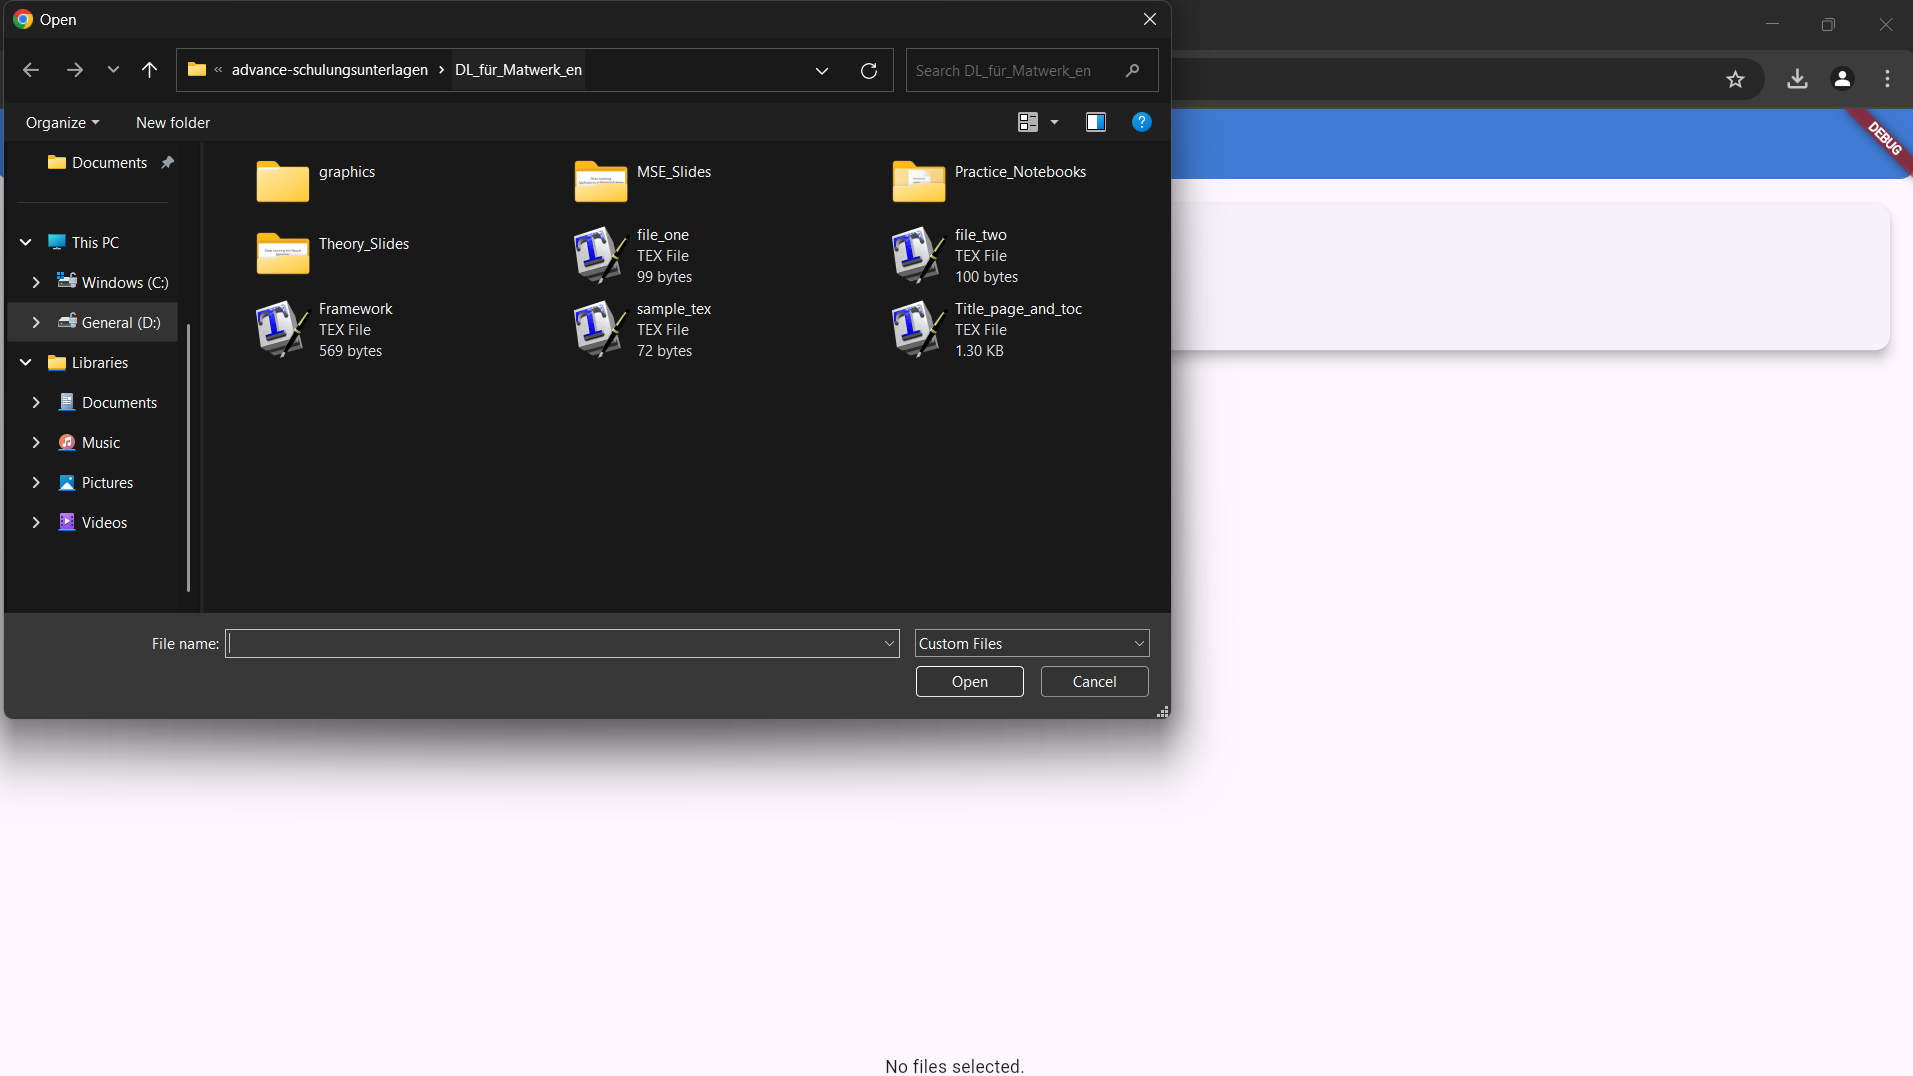 Open
« advance-schulungsunterlagen › DL_für_Matwerk_en
Search DL_für_Matwerk_en
DEBUG
Organize
New folder
?
Documents
This PC
Windows (C:)
General (D:)
Libraries
Documents
Music
Pictures
Videos
graphics
MSE_Slides
Practice_Notebooks
Theory_Slides
file_one
TEX File
99 bytes
file_two
TEX File
100 bytes
Framework
TEX File
569 bytes
sample_tex
TEX File
72 bytes
Title_page_and_toc
TEX File
1.30 KB
File name:
Custom Files
Open
Cancel
No files selected.